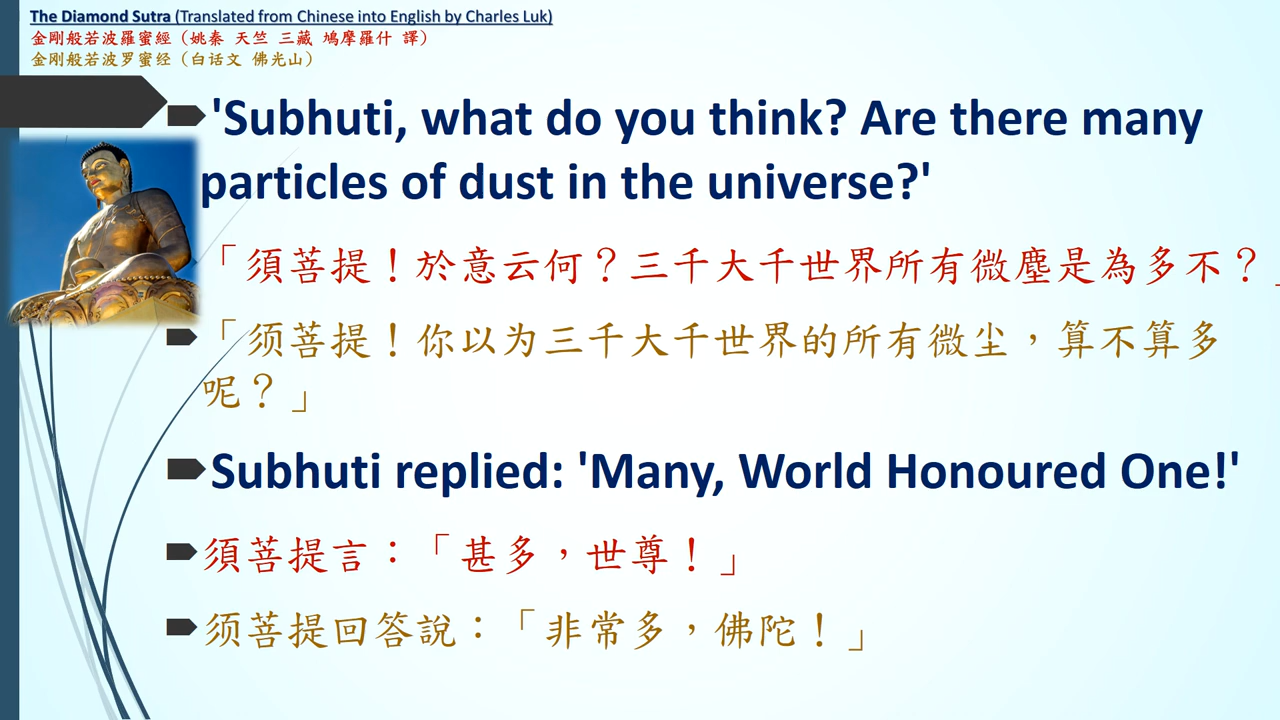 The Diamond Sutra (Translated from Chinese into English by Charles Luk)
金剛般若波羅蜜經（姚秦 天竺 三藏 鳩摩羅什 譯）
金剛般若波罗蜜经（白话文 佛光山）
'Subhuti, what do you think? Are there many
particles of dust in the universe?'
「須菩提！於意云何？三千大千世界所有微塵是為多不？」
「须菩提！你以为三千大千世界的所有微尘，算不算多
呢？」
Subhuti replied: 'Many, World Honoured One!'
須菩提言：「甚多，世尊！」
须菩提回答說：「非常多，佛陀！」